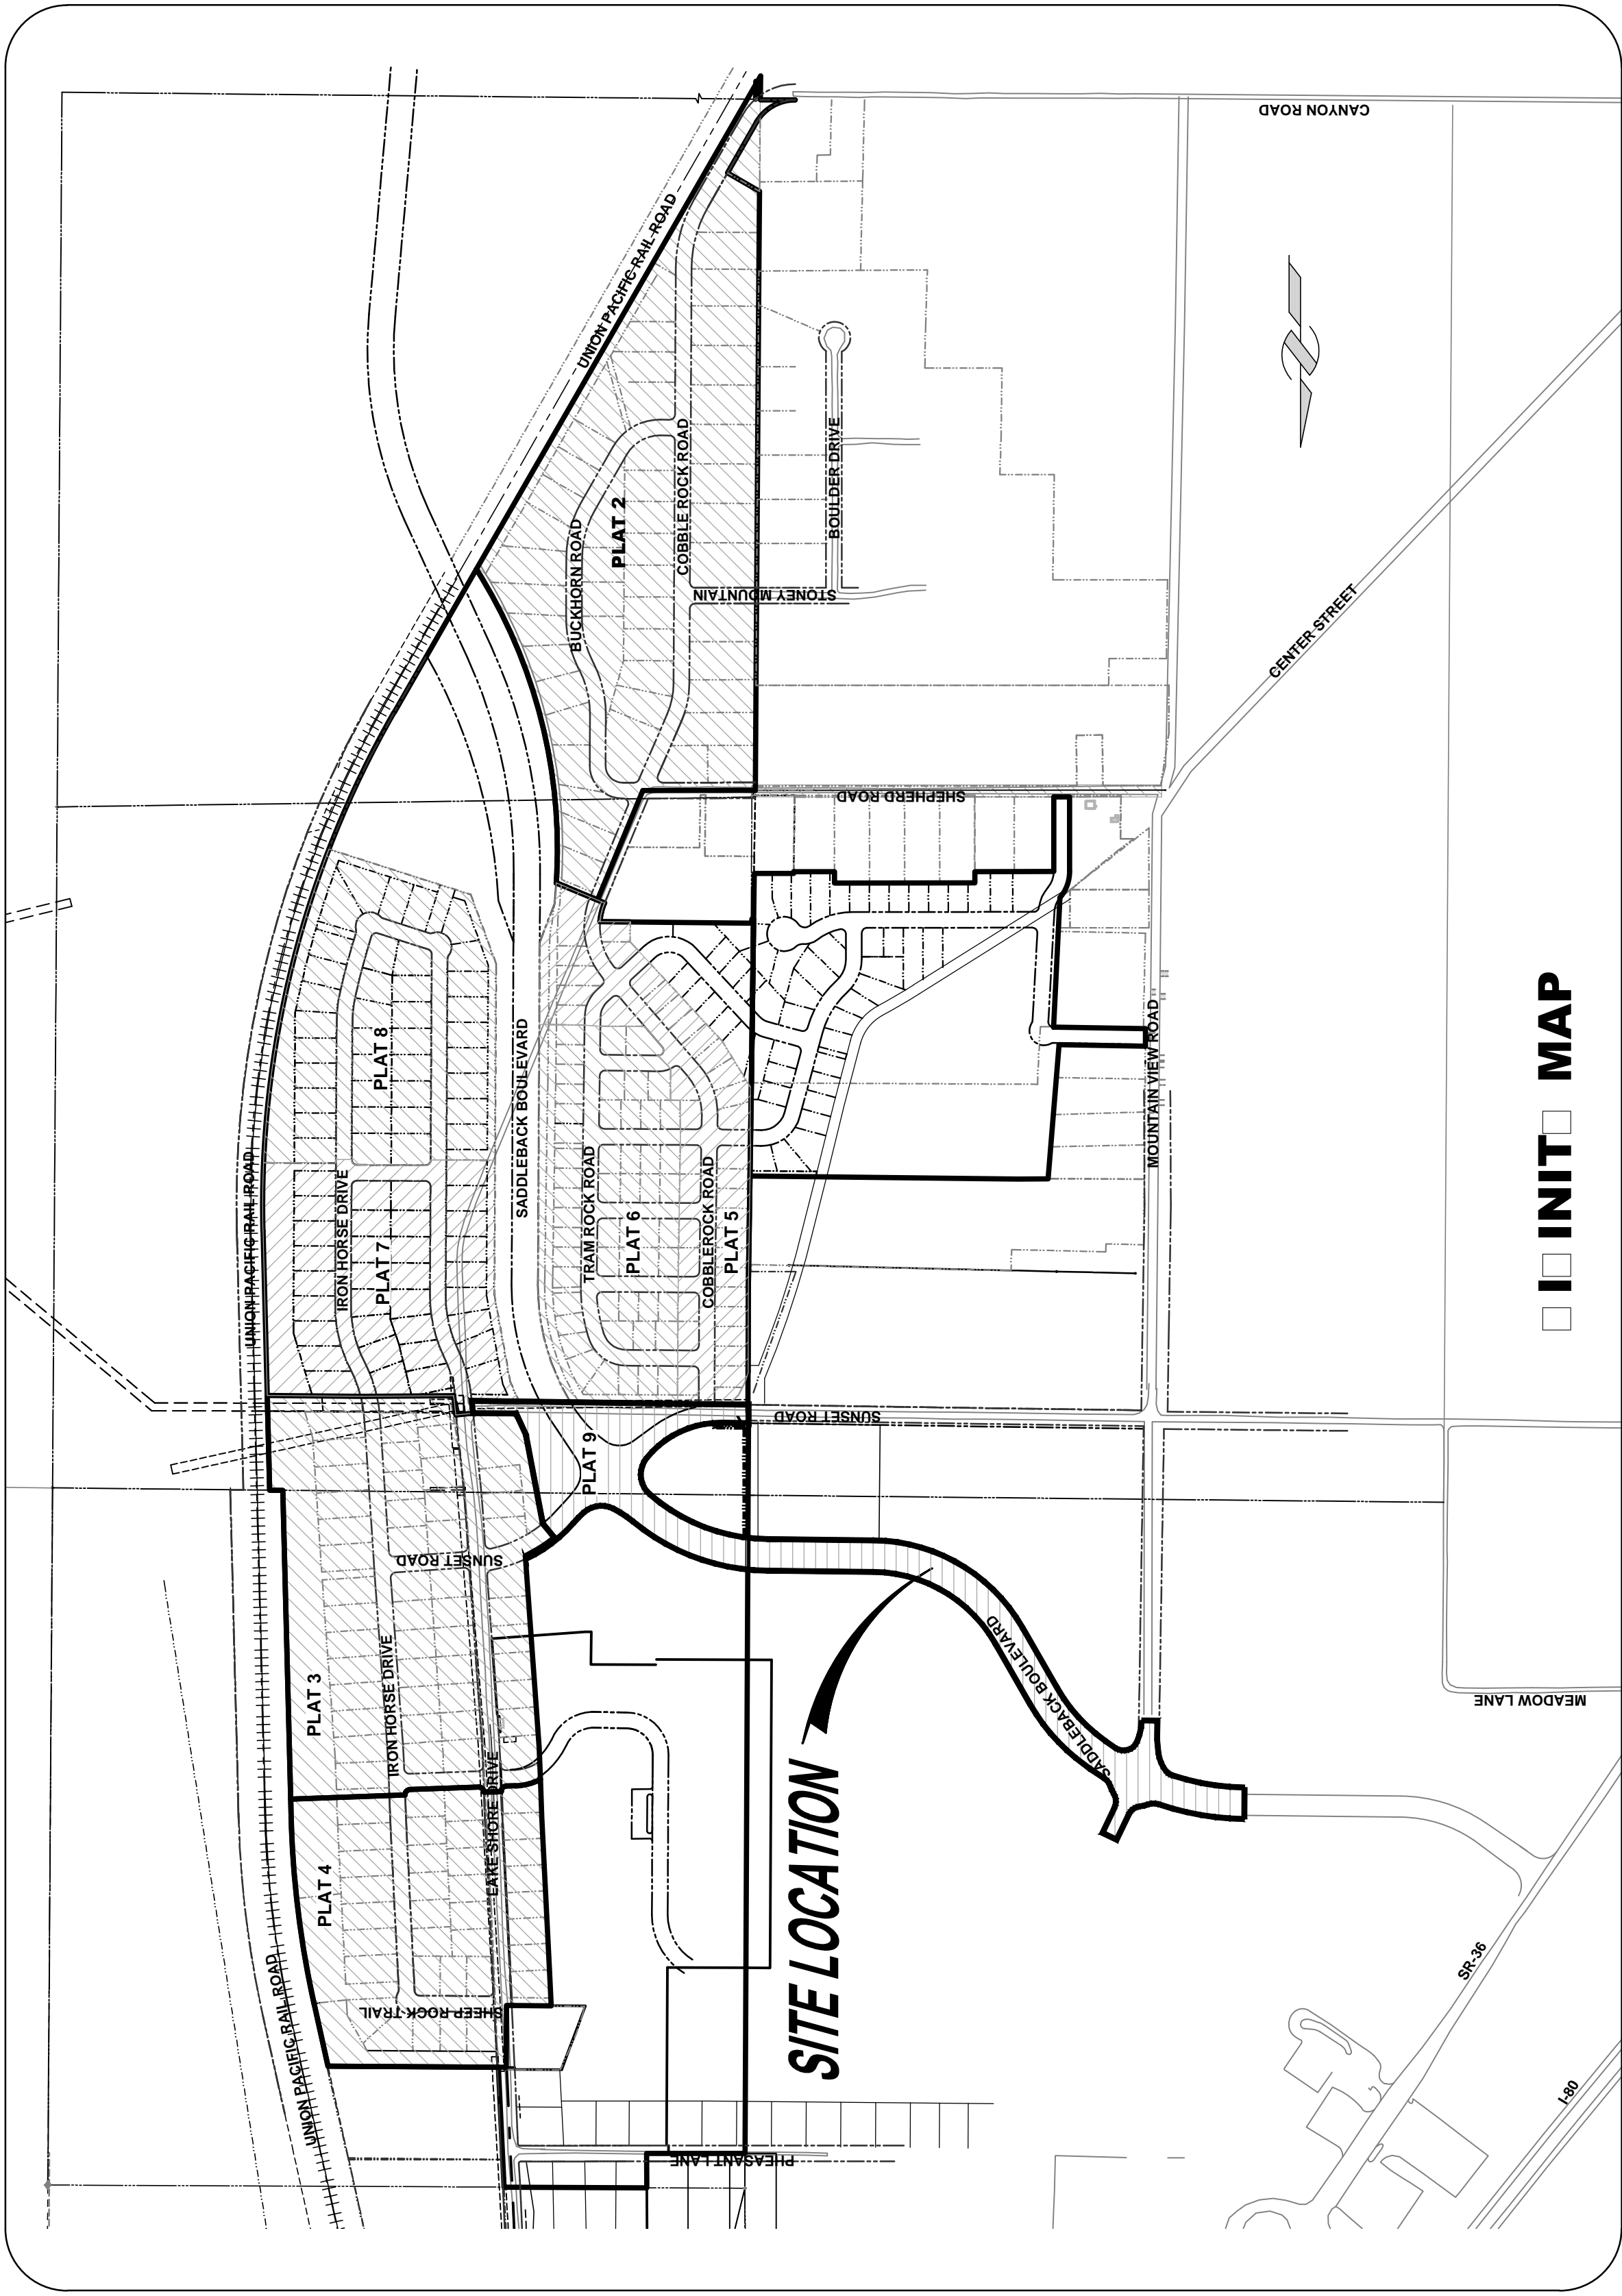 UNION PACIFIC RAIL ROAD
CANYON ROAD
BUCKHORN ROAD
PLAT 2
COBBLE ROCK ROAD
BOULDER DRIVE
STONEY MOUNTAIN
CENTER STREET
SHEPHERD ROAD
PLAT 8
SADDLEBACK BOULEVARD
MOUNTAIN VIEW ROAD
UNION PACIFIC RAIL ROAD
IRON HORSE DRIVE
PLAT 7
TRAM ROCK ROAD
PLAT 6
COBBLEROCK ROAD
PLAT 5
□I□INIT□ MAP
SUNSET ROAD
PLAT 9
SUNSET ROAD
PLAT 3
IRON HORSE DRIVE
SADDLEBACK BOULEVARD
MEADOW LANE
LAKE SHORE DRIVE
PLAT 4
SITE LOCATION
SHEEP ROCK TRAIL
UNION PACIFIC RAIL ROAD
SR-36
I-80
PHEASANT LANE